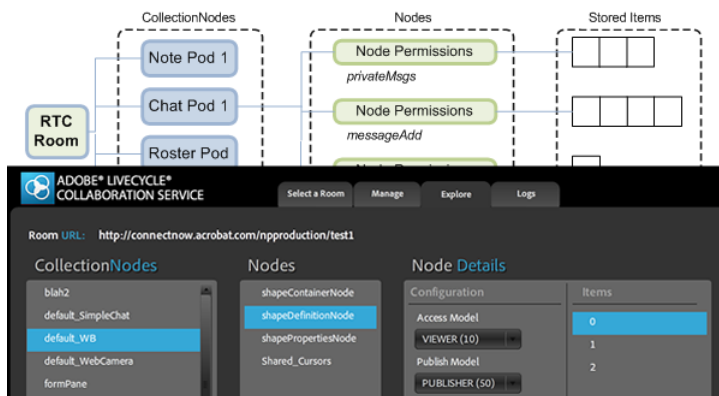 CollectionNodes
Nodes
Stored Items
Note Pod 1
Node Permissions
privateMsgs
Chat Pod 1
Node Permissions
RTC
Room
messageAdd
Roster Pod
ADOBE® LIVECYCLE®
COLLABORATION SERVICE
Select a Room
Manage
Explore
Logs
Room URL: http://connectnow.acrobat.com/npproduction/test1
CollectionNodes
Nodes
Node Details
blah2
default_SimpleChat
default_WB
default_WebCamera
formPane
shapeContainerNode
shapeDefinitionNode
shapePropertiesNode
Shared_Cursors
Configuration
Access Model
VIEWER (10)
Publish Model
PUBLISHER (50)
Items
0
1
2